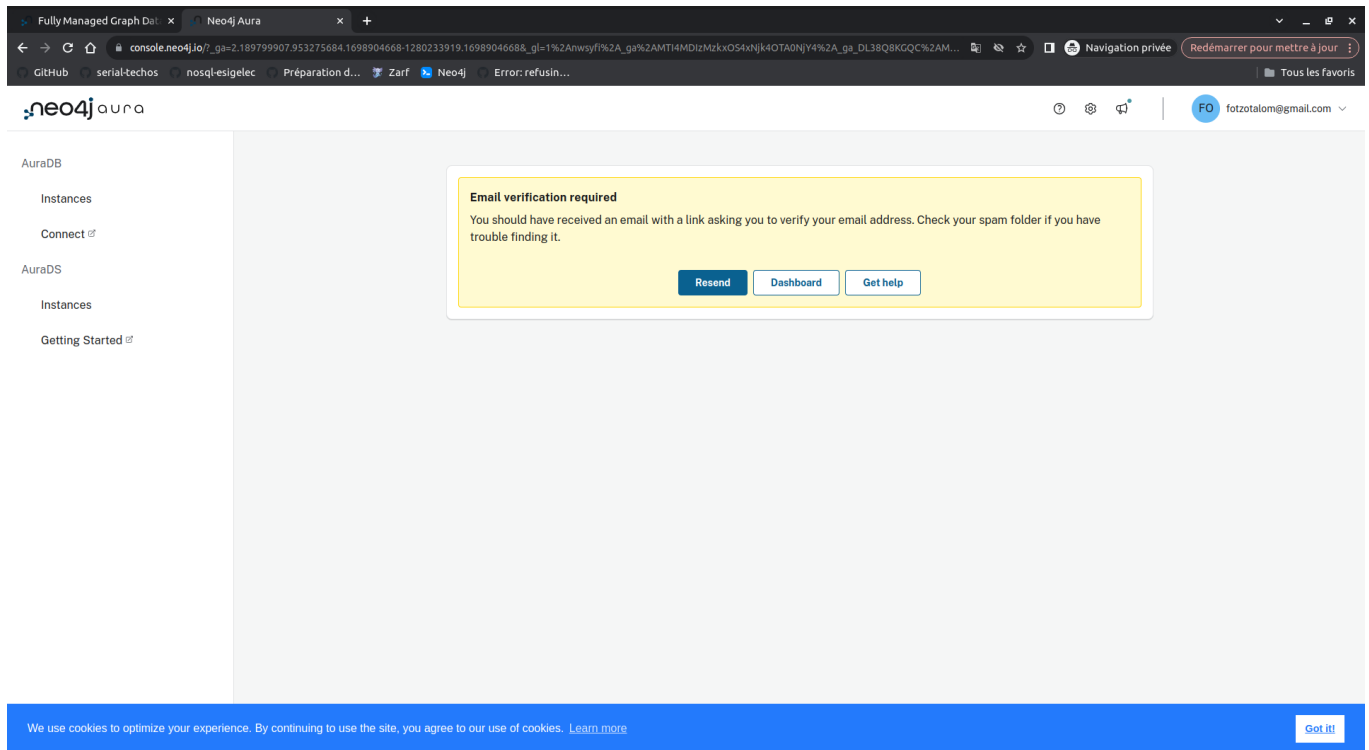 Fully Managed Graph Dat
Neo4j Aura
console.neo4j.io/?_ga=2.189799907.953275684.1698904668-1280233919.1698904668&_gl=1%2Anwsyfi%2A_ga%2AMTI4MDIzMzkxOS4xNjk4OTA0NjY4%2A_ga_DL38Q8KGQC%2AM...
Navigation privée
Redémarrer pour mettre à jour
GitHub serial-techos nosql-esigelec Préparation d... Zarf Neo4j Error: refusin... Tous les favoris
neo4j aura
FO fotzotalom@gmail.com
AuraDB
Instances
Connect
AuraDS
Instances
Getting Started
Email verification required
You should have received an email with a link asking you to verify your email address. Check your spam folder if you have
trouble finding it.
Resend Dashboard Get help
We use cookies to optimize your experience. By continuing to use the site, you agree to our use of cookies. Learn more
Got it!